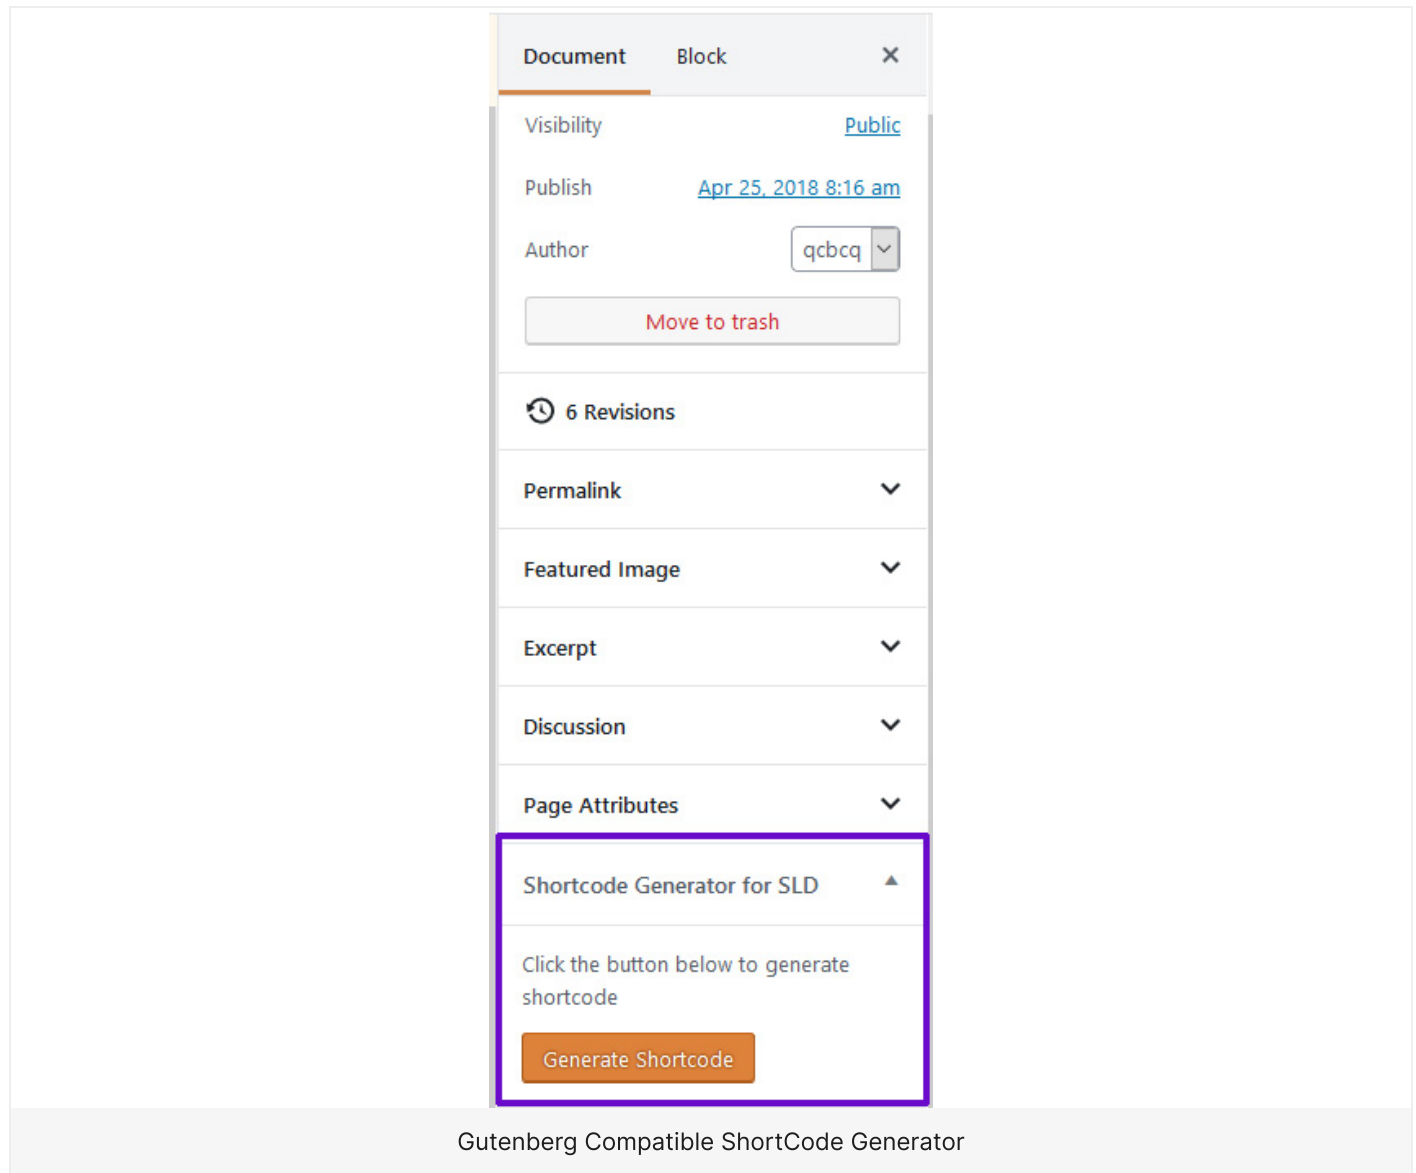 Document Block ×
Visibility Public
Publish Apr 25, 2018 8:16 am
Author qcbcq
Move to trash
6 Revisions
Permalink
Featured Image
Excerpt
Discussion
Page Attributes
Shortcode Generator for SLD
Click the button below to generate
shortcode
Generate Shortcode
Gutenberg Compatible ShortCode Generator